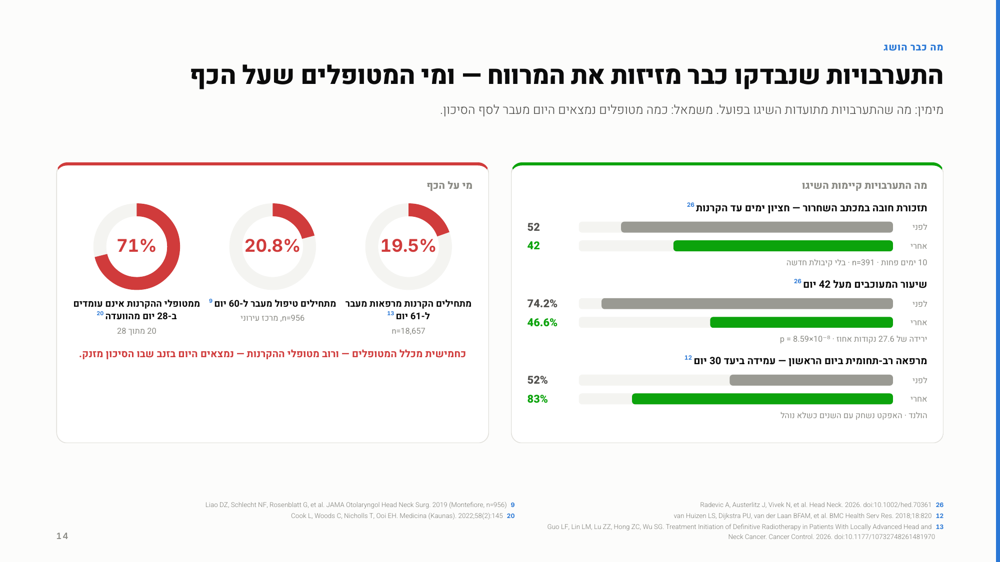 מה כבר הושג
התערבויות שנבדקו כבר מזיזות את המרווח — ומי המטופלים שעל הכף
מימין: מה שהתערבויות מתועדות השיגו בפועל. משמאל: כמה מטופלים נמצאים היום מעבר לסף הסיכון.
מה התערבויות קיימות השיגו
תזכורת חובה במכתב השחרור — חציון ימים עד הקרנות 26
לפני 52
אחרי 42
10 ימים פחות · n=391 · בלי קיבולת חדשה
שיעור המעוכבים מעל 42 יום 26
לפני 74.2%
אחרי 46.6%
ירידה של 27.6 נקודות אחוז · p = 8.59×10⁻⁸
מרפאה רב-תחומית ביום הראשון — עמידה ביעד 30 יום 12
לפני 52%
אחרי 83%
הולנד · האפקט נשחק עם השנים כשלא נוהל
מי על הכף
19.5%
מתחילים הקרנות מרפאות מעבר
ל-61 יום 13
n=18,657
20.8%
מתחילים טיפול מעבר ל-60 יום 9
n=956, מרכז עירוני
71%
ממטופלי ההקרנות אינם עומדים
ב-28 יום מהוועדה 20
20 מתוך 28
כחמישית מכלל המטופלים — ורוב מטופלי ההקרנות — נמצאים היום בזנב שבו הסיכון מזנק.
26 Radevic A, Austerlitz J, Vivek N, et al. Head Neck. 2026. doi:10.1002/hed.70361
12 van Huizen LS, Dijkstra PU, van der Laan BFAM, et al. BMC Health Serv Res. 2018;18:820
13 Guo LF, Lin LM, Lu ZZ, Hong ZC, Wu SG. Treatment Initiation of Definitive Radiotherapy in Patients With Locally Advanced Head and
Neck Cancer. Cancer Control. 2026. doi:10.1177/10732748261481970
9 Liao DZ, Schlecht NF, Rosenblatt G, et al. JAMA Otolaryngol Head Neck Surg. 2019 (Montefiore, n=956)
20 Cook L, Woods C, Nicholls T, Ooi EH. Medicina (Kaunas). 2022;58(2):145
14